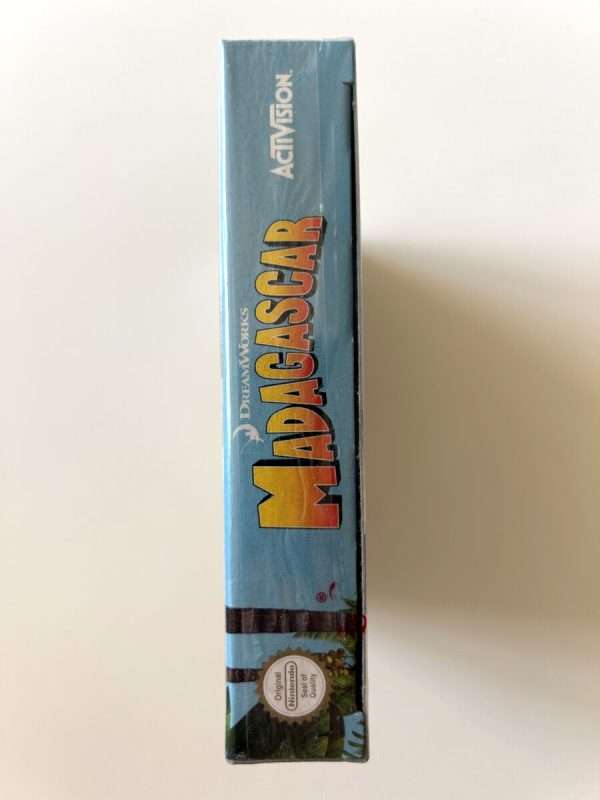 ACTIVISION.
DREAMWORKS
MADAGASCAR
®
Original
Nintendo
Seal of
Quality